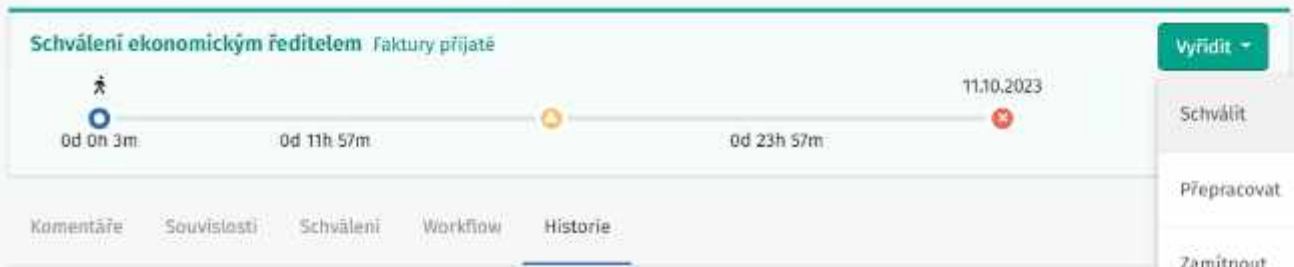 Schválení ekonomickým ředitelem Faktury přijaté
Vyřídit
11.10.2023
0d 0h 3m 0d 11h 57m 0d 23h 57m
Schválit
Přepracovat
Komentáře Souvislosti Schválení Workflow Historie
Zamítnout